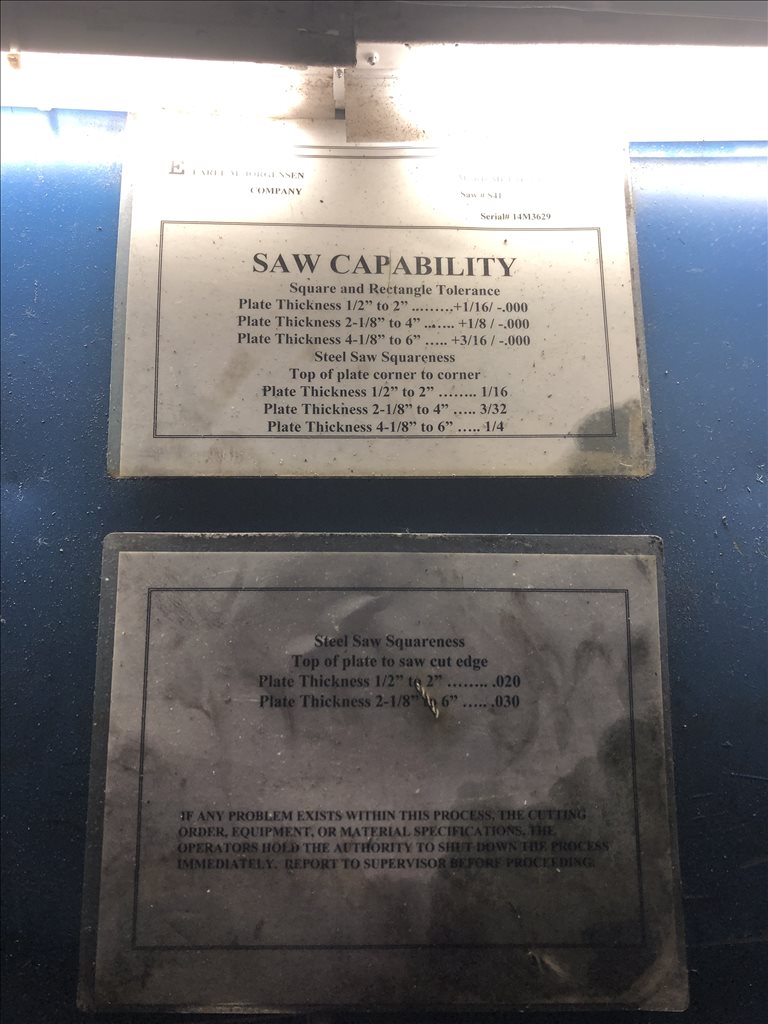 E EARLE M. JORGENSEN
COMPANY
Saw # S41
Serial# 14M3629
SAW CAPABILITY
Square and Rectangle Tolerance
Plate Thickness 1/2” to 2” ………+1/16/ -.000
Plate Thickness 2-1/8” to 4” …..… +1/8 / -.000
Plate Thickness 4-1/8” to 6” ….. +3/16 / -.000
Steel Saw Squareness
Top of plate corner to corner
Plate Thickness 1/2” to 2” …….. 1/16
Plate Thickness 2-1/8” to 4” ….. 3/32
Plate Thickness 4-1/8” to 6” ….. 1/4
Steel Saw Squareness
Top of plate to saw cut edge
Plate Thickness 1/2” to 2” …….. .020
Plate Thickness 2-1/8” to 6” ….. .030
IF ANY PROBLEM EXISTS WITHIN THIS PROCESS, THE CUTTING
ORDER, EQUIPMENT, OR MATERIAL SPECIFICATIONS, THE
OPERATORS HOLD THE AUTHORITY TO SHUT DOWN THE PROCESS
IMMEDIATELY. REPORT TO SUPERVISOR BEFORE PROCEEDING.